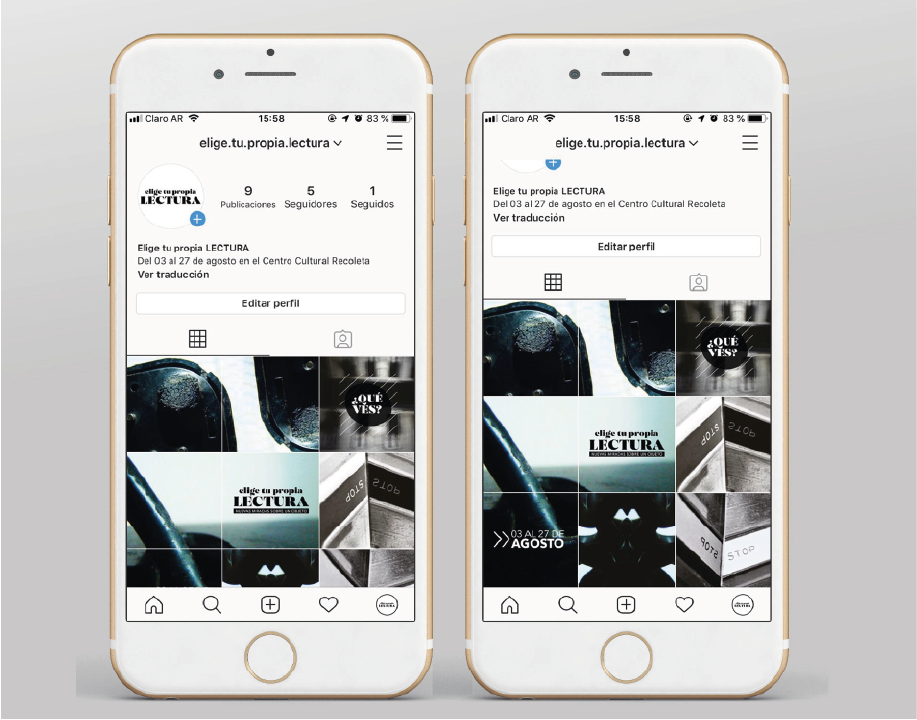 Claro AR 15:58 83 %
elige.tu.propia.lectura
elige tu propia
LECTURA
9 5 1
Publicaciones Seguidores Seguidos
Elige tu propia LECTURA
Del 03 al 27 de agosto en el Centro Cultural Recoleta
Ver traducción
Editar perfil
¿QUÉ
VÉS?
elige tu propia
LECTURA
NUEVAS MIRADAS SOBRE UN OBJETO
STOP STOP
LECTURA
Claro AR 15:58 83 %
elige.tu.propia.lectura
Elige tu propia LECTURA
Del 03 al 27 de agosto en el Centro Cultural Recoleta
Ver traducción
Editar perfil
¿QUÉ
VÉS?
elige tu propia
LECTURA
NUEVAS MIRADAS SOBRE UN OBJETO
STOP STOP
03 AL 27 DE
AGOSTO
STOP STOP
LECTURA